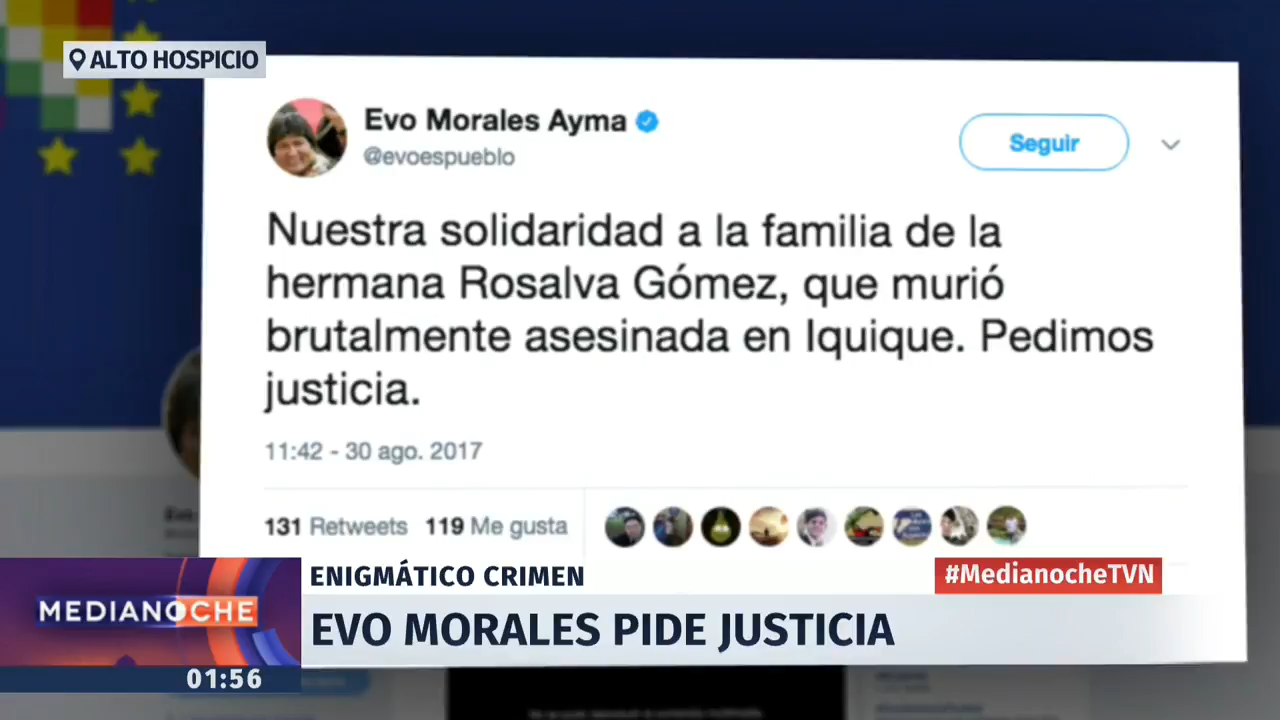 ALTO HOSPICIO
Evo Morales Ayma
@evoespueblo
Seguir
Nuestra solidaridad a la familia de la
hermana Rosalva Gómez, que murió
brutalmente asesinada en Iquique. Pedimos
justicia.
11:42 - 30 ago. 2017
131 Retweets 119 Me gusta
ENIGMÁTICO CRIMEN
#MedianocheTVN
MEDIANOCHE
EVO MORALES PIDE JUSTICIA
01:56